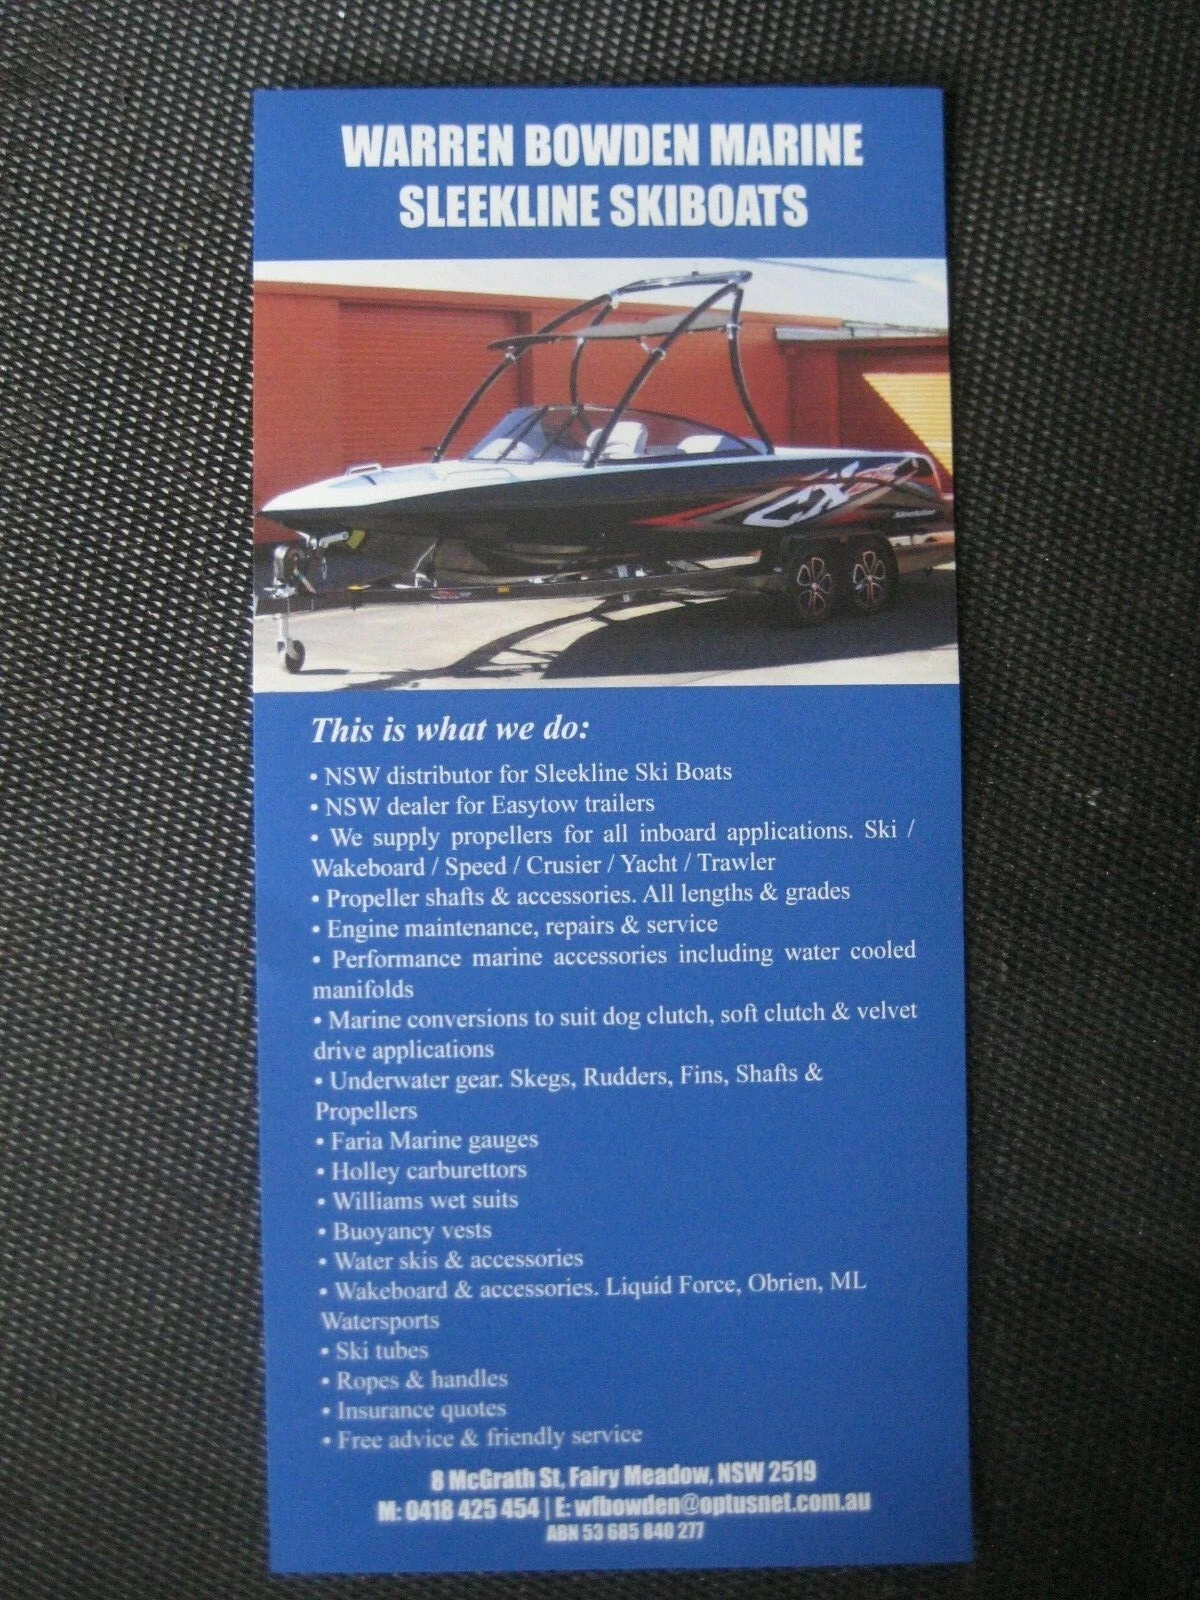 WARREN BOWDEN MARINE
SLEEKLINE SKIBOATS
CX
This is what we do:
• NSW distributor for Sleekline Ski Boats
• NSW dealer for Easytow trailers
• We supply propellers for all inboard applications. Ski /
Wakeboard / Speed / Crusier / Yacht / Trawler
• Propeller shafts & accessories. All lengths & grades
• Engine maintenance, repairs & service
• Performance marine accessories including water cooled
manifolds
• Marine conversions to suit dog clutch, soft clutch & velvet
drive applications
• Underwater gear. Skegs, Rudders, Fins, Shafts &
Propellers
• Faria Marine gauges
• Holley carburettors
• Williams wet suits
• Buoyancy vests
• Water skis & accessories
• Wakeboard & accessories. Liquid Force, Obrien, ML
Watersports
• Ski tubes
• Ropes & handles
• Insurance quotes
• Free advice & friendly service
8 McGrath St, Fairy Meadow, NSW 2519
M: 0418 425 454 | E: wfbowden@optusnet.com.au
ABN 53 685 840 277